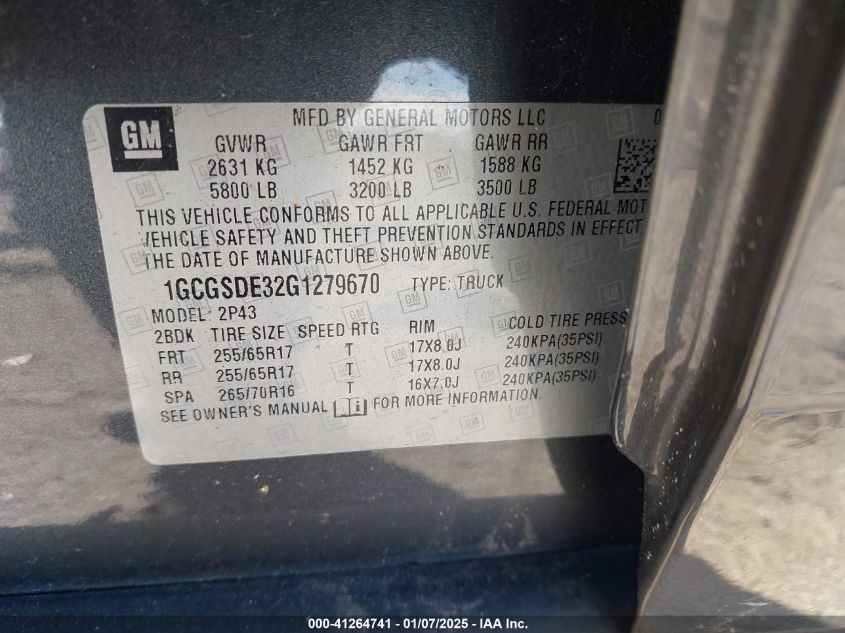 GM
MFD BY GENERAL MOTORS LLC 0
GVWR GAWR FRT GAWR RR
2631 KG 1452 KG 1588 KG
5800 LB 3200 LB 3500 LB
THIS VEHICLE CONFORMS TO ALL APPLICABLE U.S. FEDERAL MOT
VEHICLE SAFETY AND THEFT PREVENTION STANDARDS IN EFFECT
THE DATE OF MANUFACTURE SHOWN ABOVE.
1GCGSDE32G1279670 TYPE: TRUCK
MODEL: 2P43
2BDK TIRE SIZE SPEED RTG RIM COLD TIRE PRESS
FRT 255/65R17 T 17X8.0J 240KPA(35PSI)
RR 255/65R17 T 17X8.0J 240KPA(35PSI)
SPA 265/70R16 T 16X7.0J 240KPA(35PSI)
SEE OWNER'S MANUAL i FOR MORE INFORMATION.
000-41264741 | 01/07/2025 | IAA Inc.